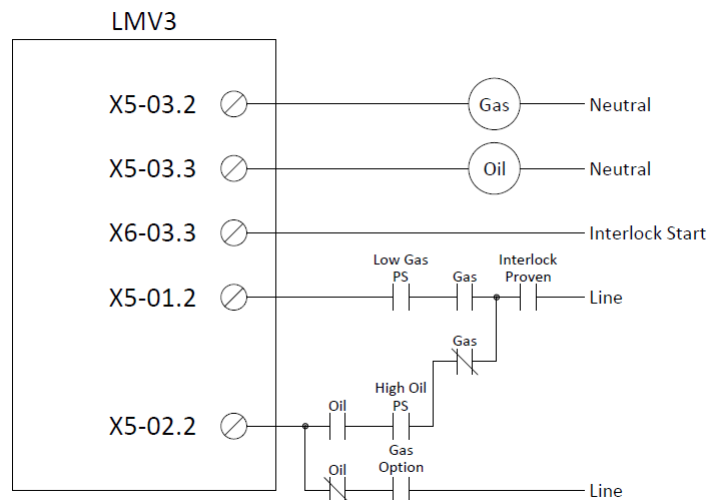 LMV3
X5-03.2
Gas
Neutral
X5-03.3
Oil
Neutral
X6-03.3
Interlock Start
Low Gas
PS
Gas
Interlock
Proven
X5-01.2
Line
Gas
High Oil
PS
Oil
X5-02.2
Gas
Option
Oil
Line